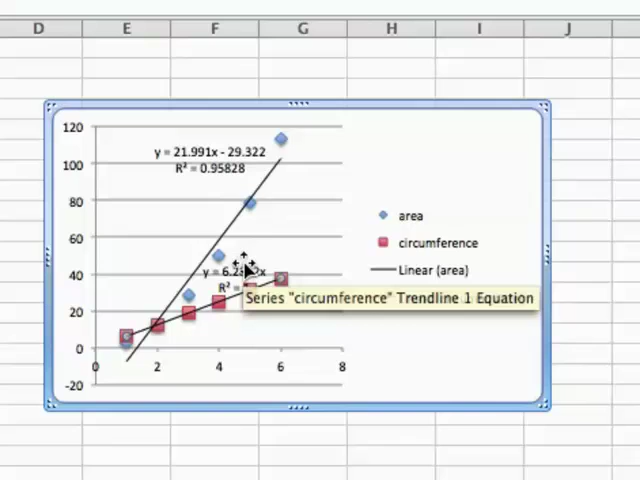 D E F G H I J
120
y = 21.991x - 29.322
100
R² = 0.95828
80
area
60
circumference
40
Linear (area)
R² =
Series "circumference" Trendline 1 Equation
20
0
0 2 4 6 8
-20